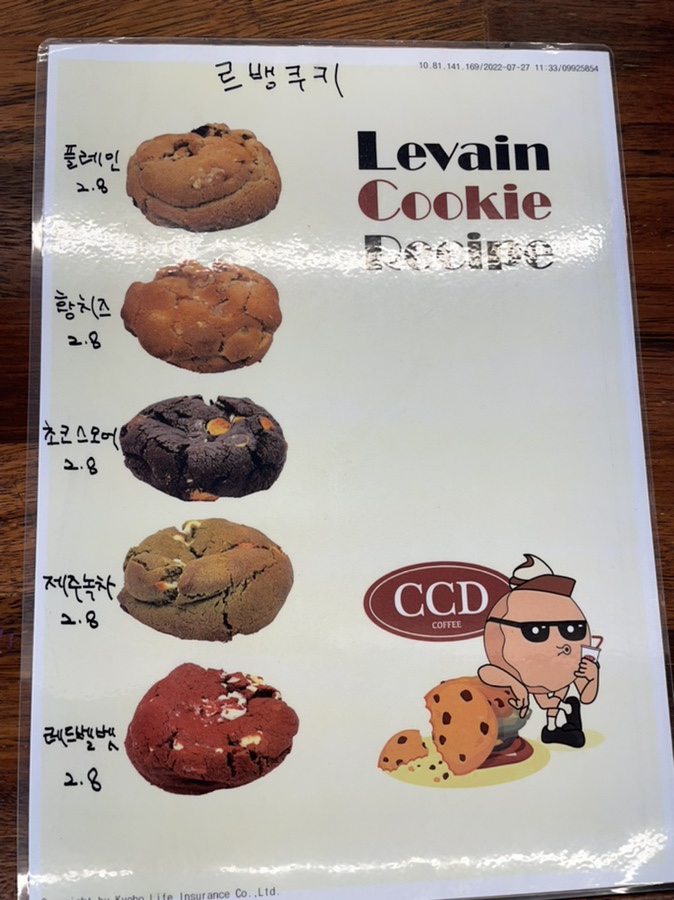 10.81.141.169/2022-07-27 11:33/09925854
르뱅쿠키
Levain
Cookie
Recipe
플레인
2.8
황치즈
2.8
초코스모어
2.8
제주녹차
2.8
레드벨벳
2.8
CCD
COFFEE
Copyright by Kyobo Life Insurance Co.,Ltd.